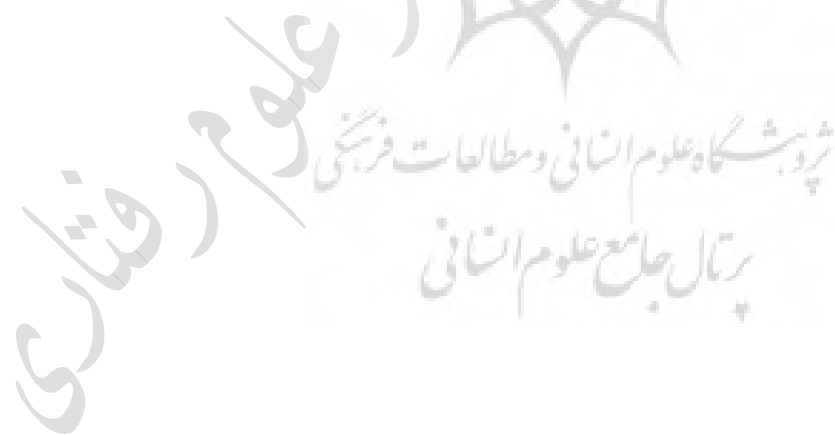 پژوهشگاه علوم انسانی و مطالعات فرهنگی
پرتال جامع علوم انسانی
علوم رفتاری